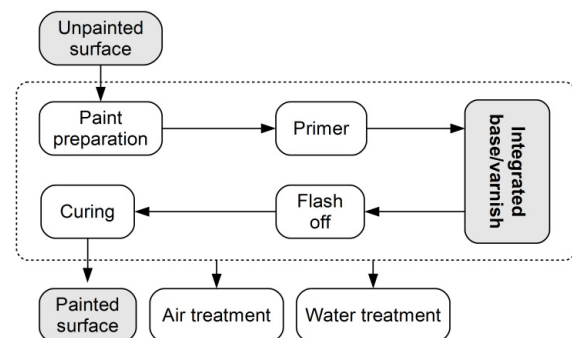 Unpainted
surface
Paint
preparation
Primer
Integrated
base/varnish
Curing
Flash
off
Painted
surface
Air treatment
Water treatment